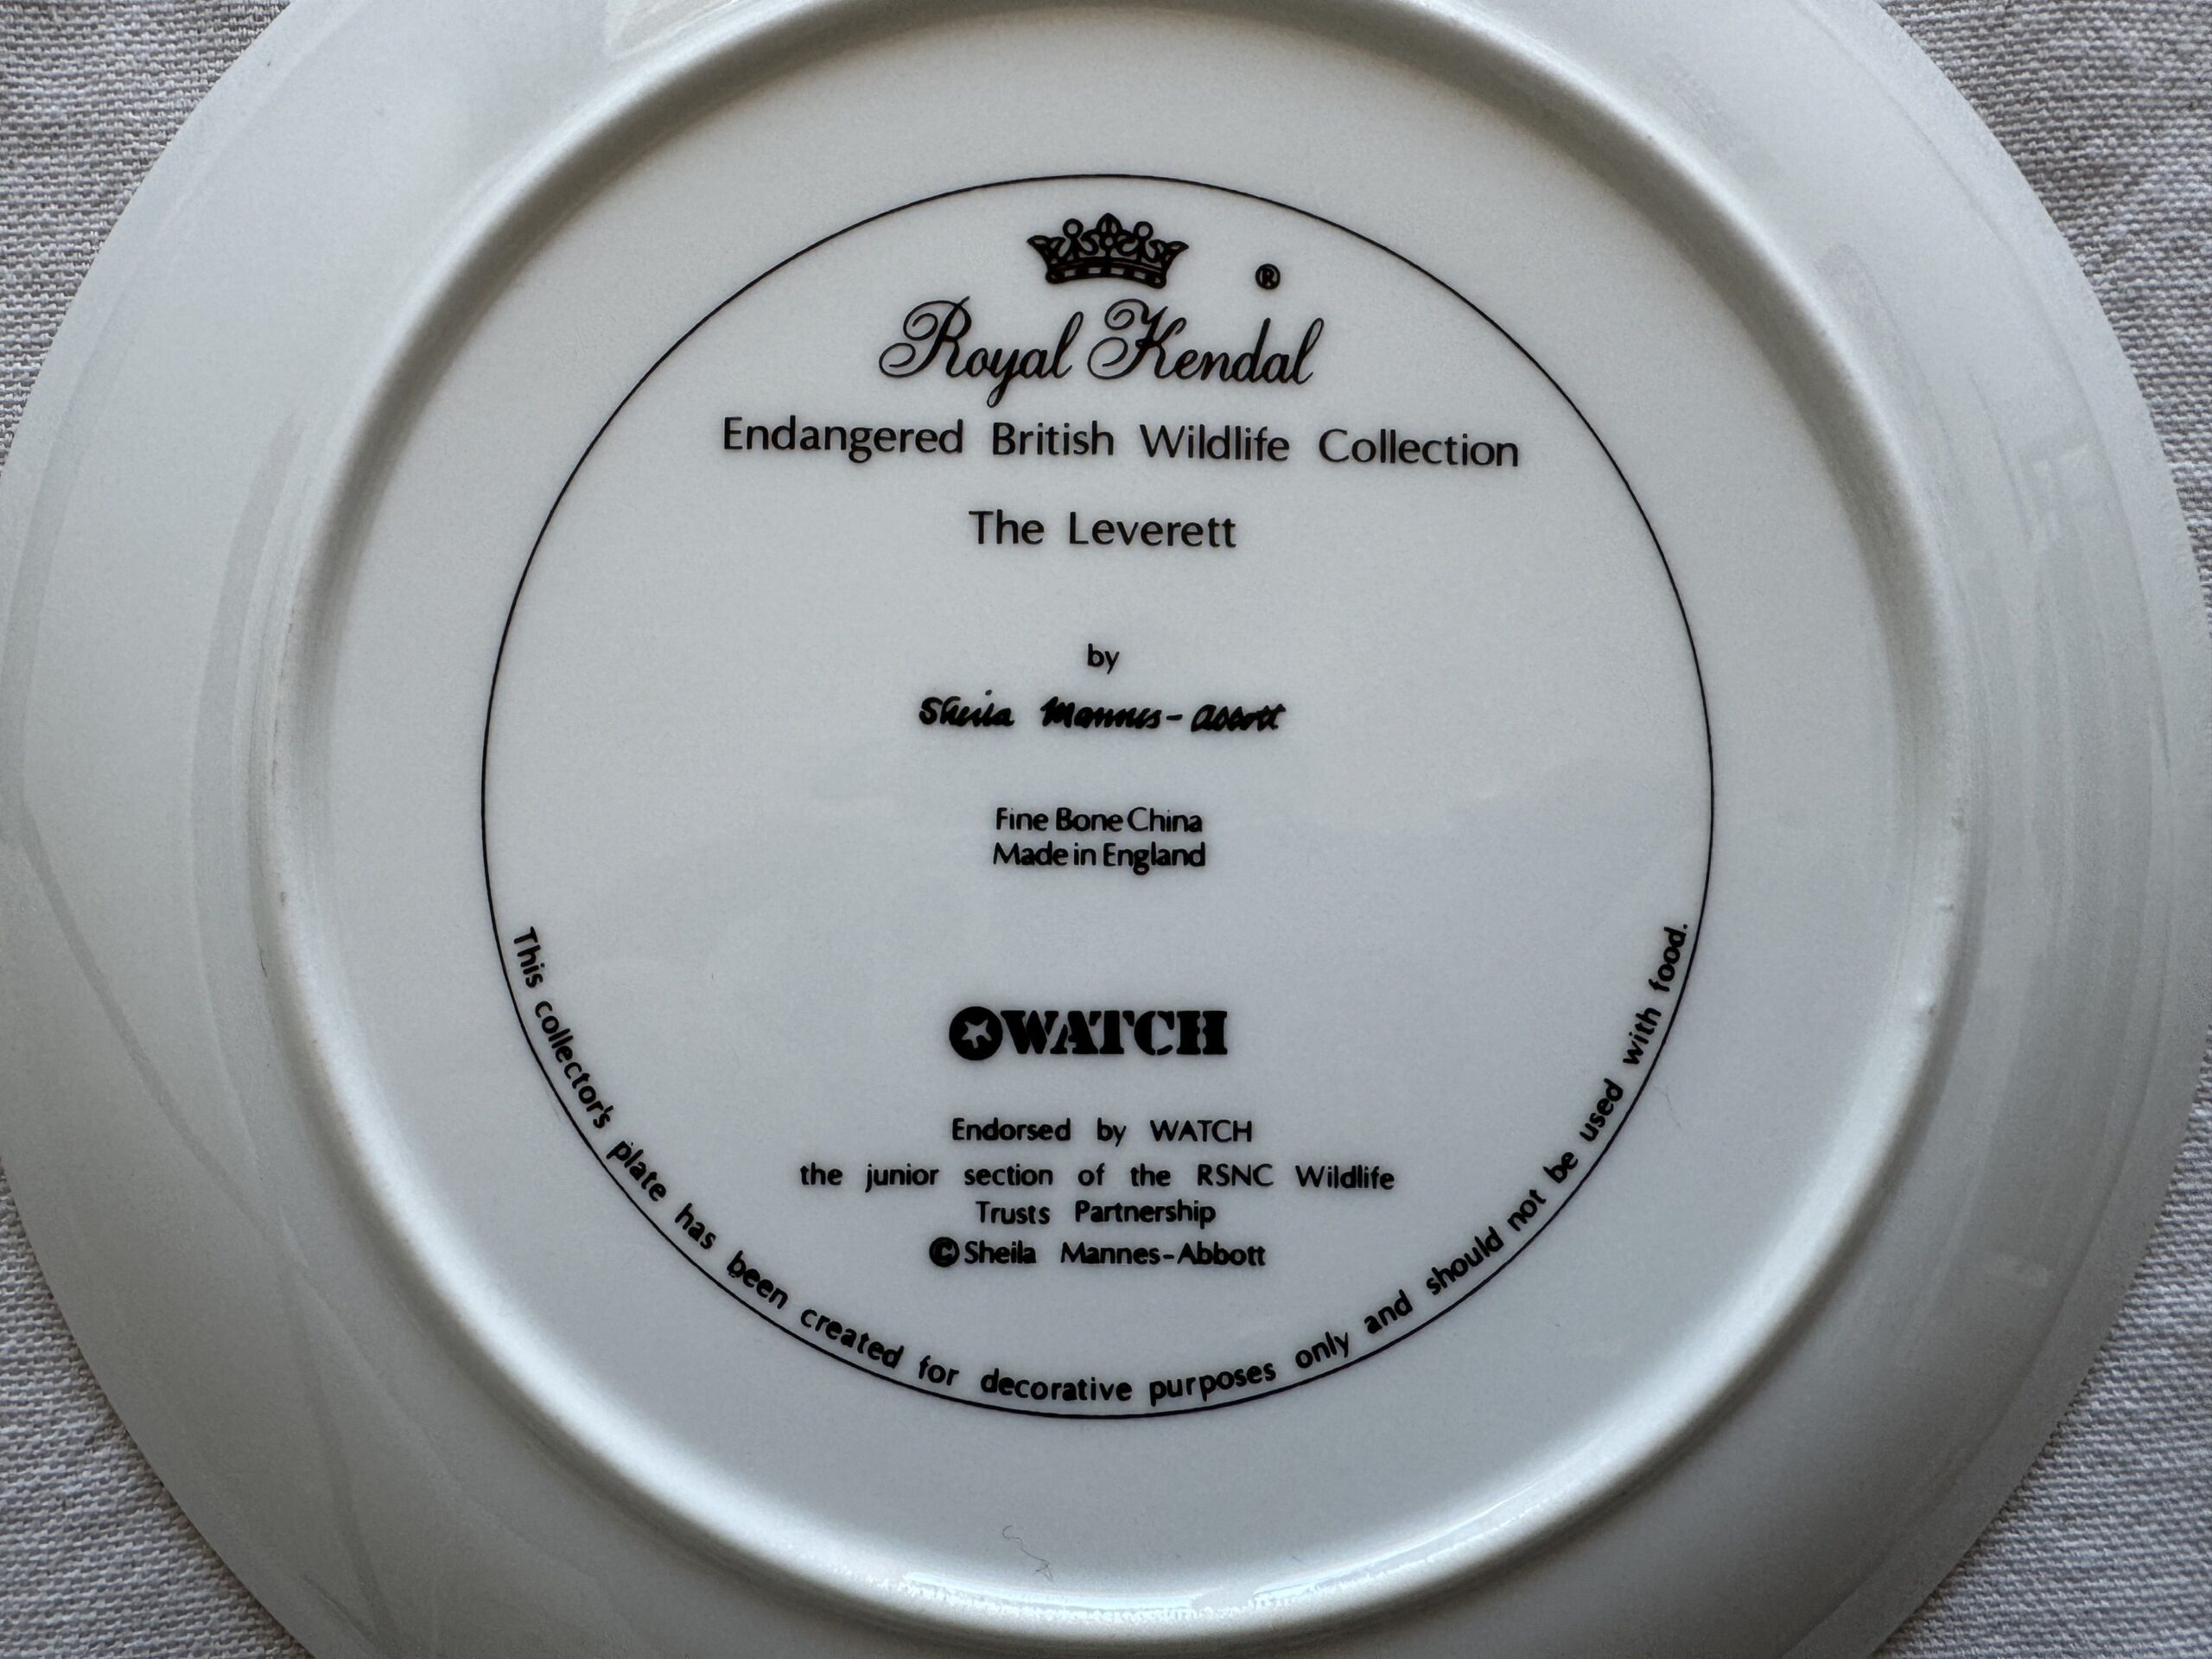 ®
Royal Kendal
Endangered British Wildlife Collection
The Leverett
by
Sheila Mannes-Abbott
Fine Bone China
Made in England
WATCH
Endorsed by WATCH
the junior section of the RSNC Wildlife
Trusts Partnership
© Sheila Mannes-Abbott
This collector's plate has been created for decorative purposes only and should not be used with food.